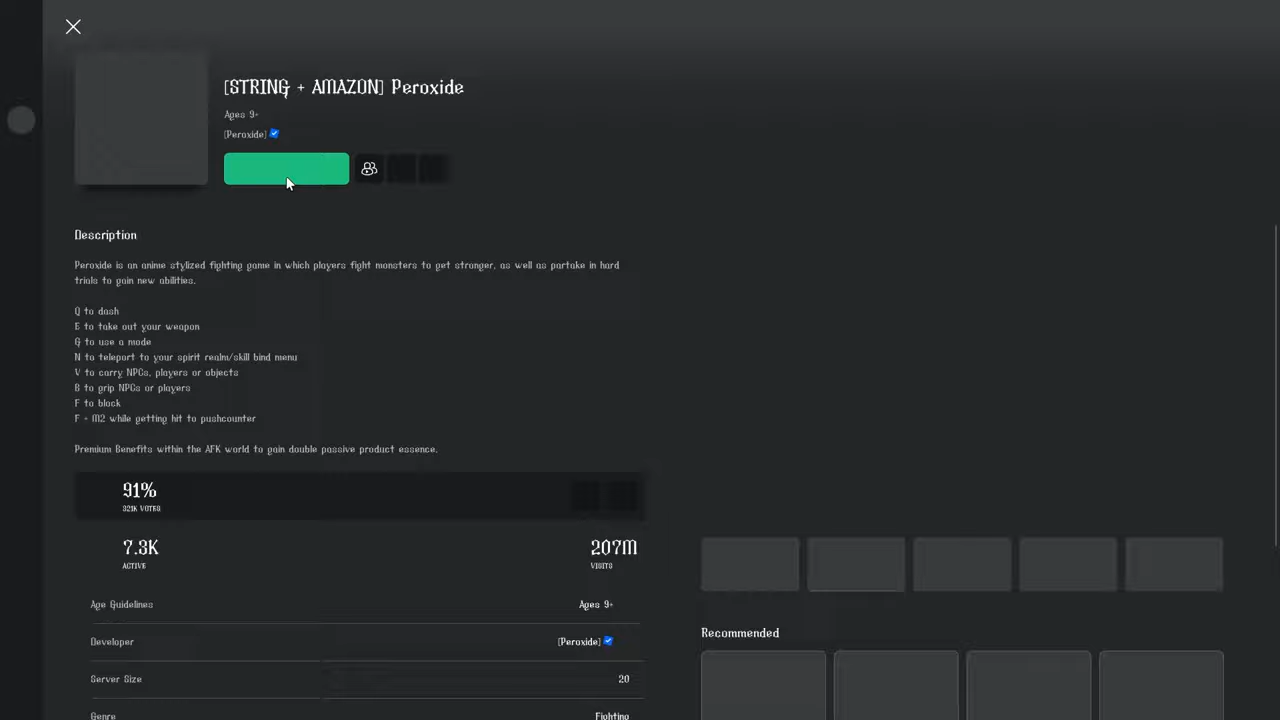 [STRING + AMAZON] Peroxide
Ages 9+
[Peroxide]
Description
Peroxide is an anime stylized fighting game in which players fight monsters to get stronger, as well as partake in hard
trials to gain new abilities.
Q to dash
E to take out your weapon
G to use a mode
N to teleport to your spirit realm/skill bind menu
V to carry NPCs, players or objects
B to grip NPCs or players
F to block
F + M2 while getting hit to pushcounter
Premium Benefits within the AFK world to gain double passive product essence.
91%
321K VOTES
7.3K
ACTIVE
207M
VISITS
Age Guidelines
Ages 9+
Developer
[Peroxide]
Server Size
20
Genre
Fighting
Recommended